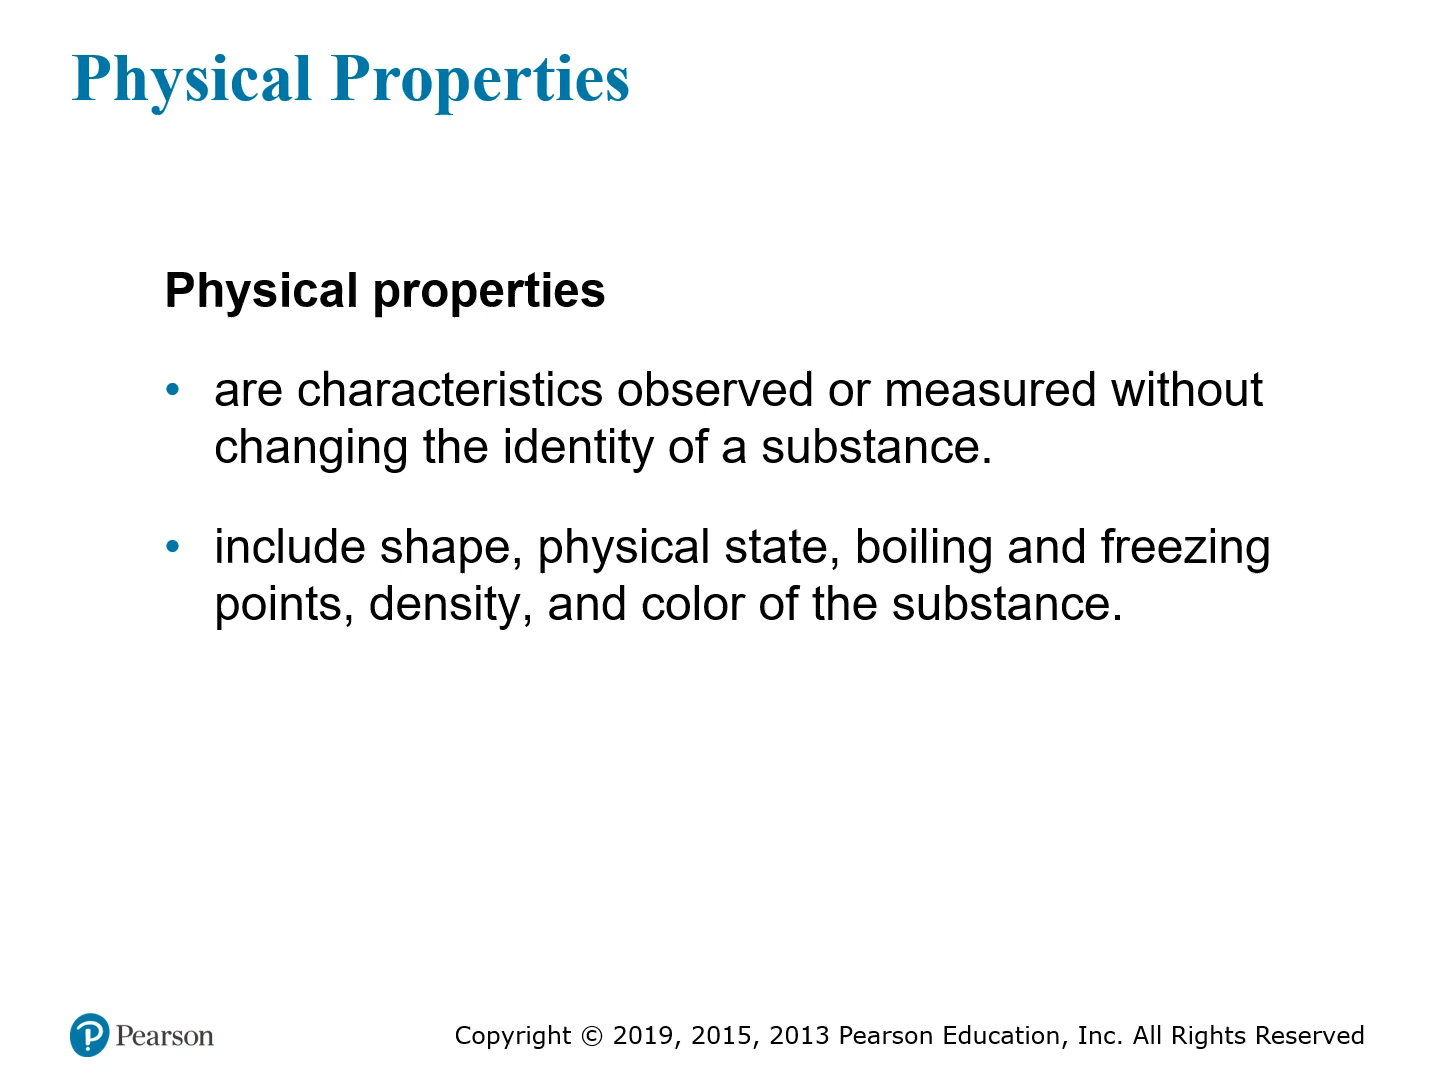 Physical Properties
Physical properties
• are characteristics observed or measured without
changing the identity of a substance.
• include shape, physical state, boiling and freezing
points, density, and color of the substance.
Pearson
Copyright © 2019, 2015, 2013 Pearson Education, Inc. All Rights Reserved